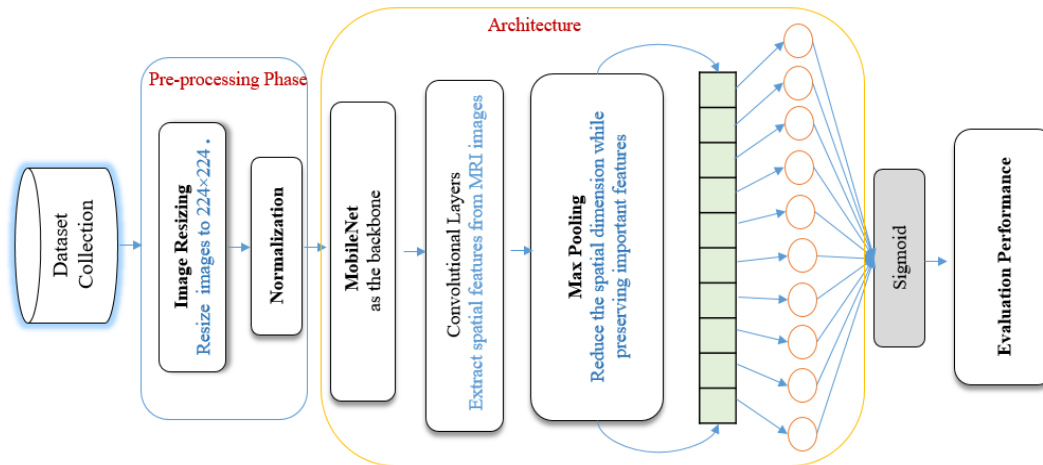 Architecture
Pre-processing Phase
Dataset
Collection
Image Resizing
Resize images to 224×224 .
Normalization
MobileNet
as the backbone
Convolutional Layers
Extract spatial features from MRI images
Max Pooling
Reduce the spatial dimension while
preserving important features
Sigmoid
Evaluation Performance